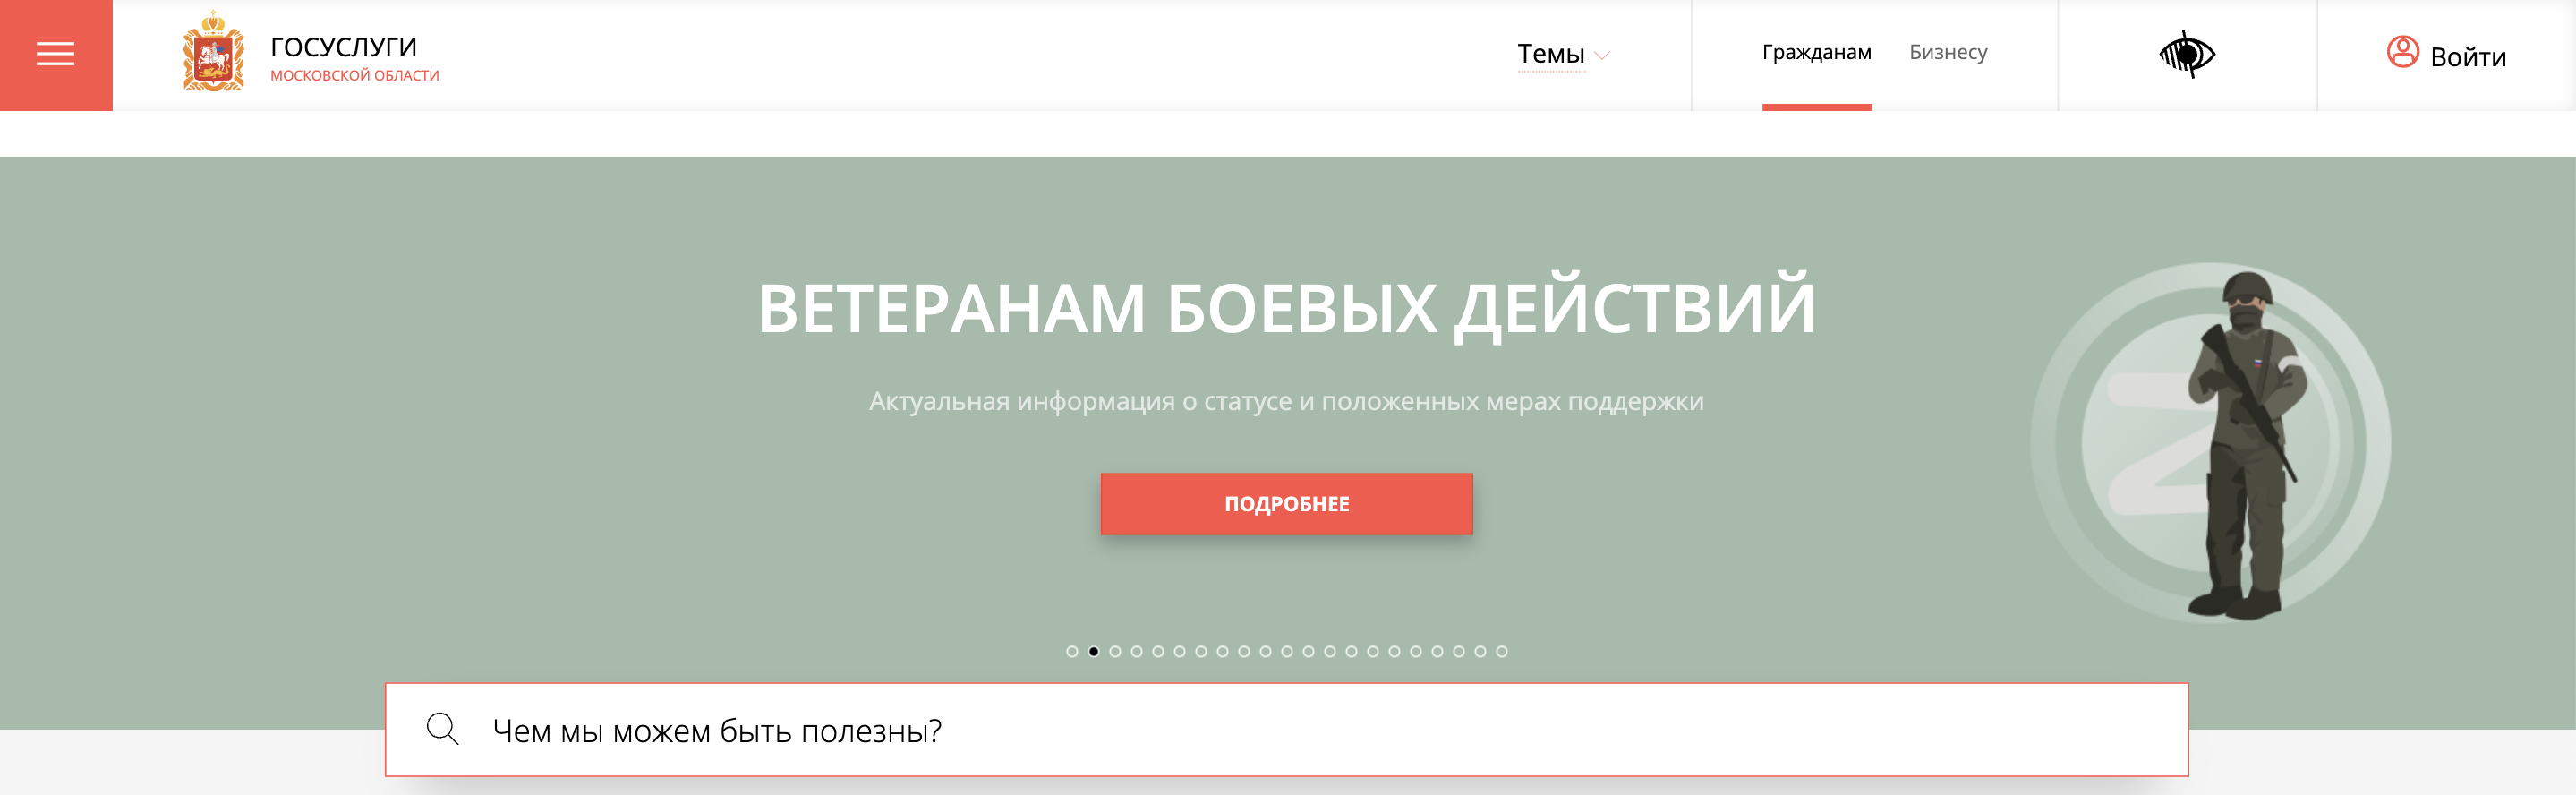 ГОСУСЛУГИ
МОСКОВСКОЙ ОБЛАСТИ
Темы
Гражданам
Бизнесу
Войти
ВЕТЕРАНАМ БОЕВЫХ ДЕЙСТВИЙ
Актуальная информация о статусе и положенных мерах поддержки
ПОДРОБНЕЕ
Z
Чем мы можем быть полезны?